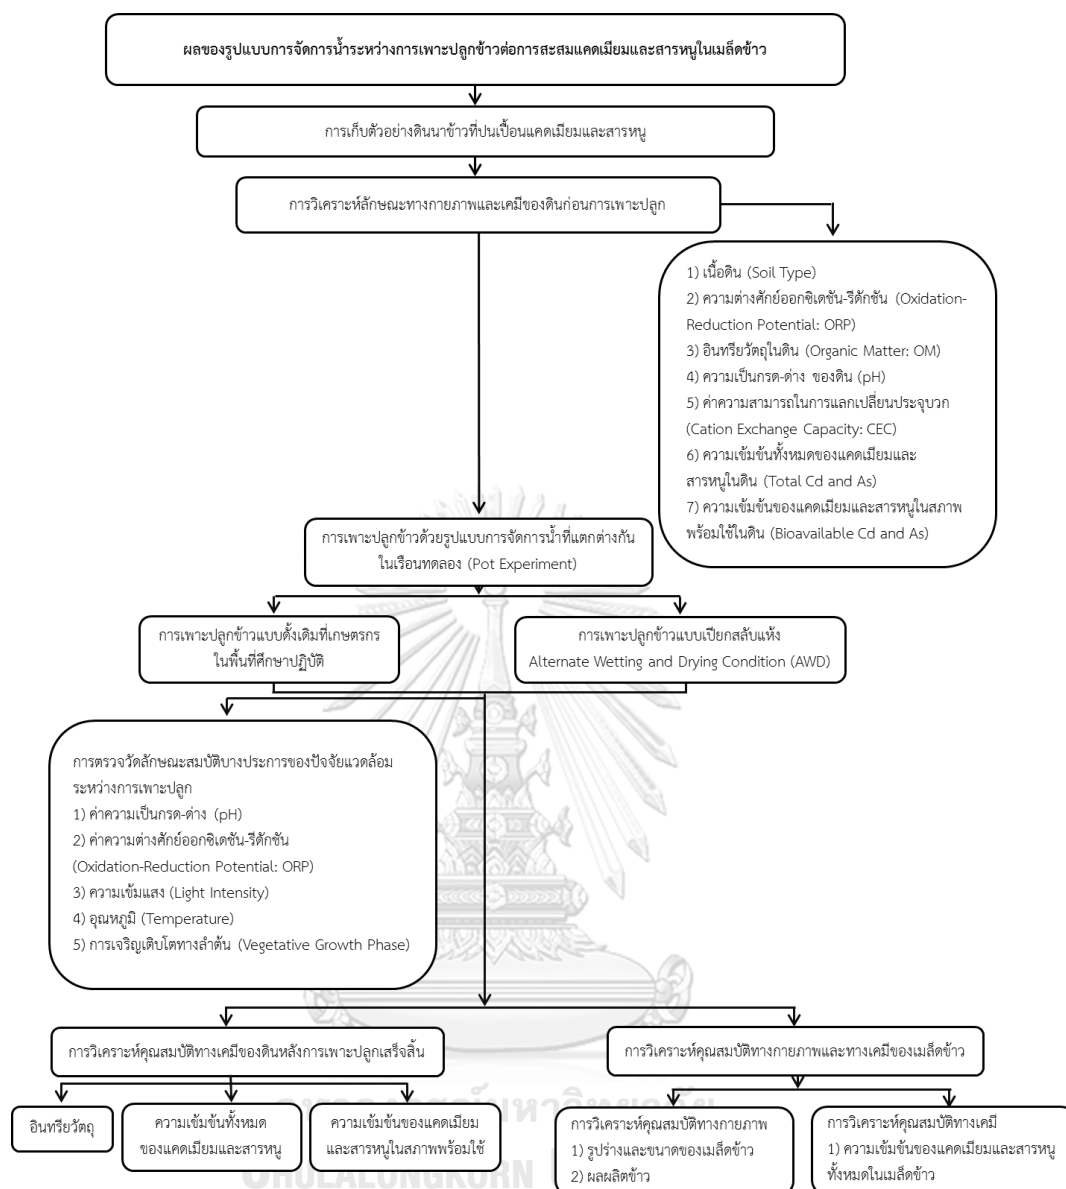 ผลของรูปแบบการจัดการน้ำระหว่างการเพาะปลูกข้าวต่อการสะสมแคดเมียมและสารหนูในเมล็ดข้าว
การเก็บตัวอย่างดินนาข้าวที่ปนเปื้อนแคดเมียมและสารหนู
การวิเคราะห์ลักษณะทางกายภาพและเคมีของดินก่อนการเพาะปลูก
1) เนื้อดิน (Soil Type)
2) ความต่างศักย์ออกซิเดชัน-รีดักชัน (Oxidation-
Reduction Potential: ORP)
3) อินทรียวัตถุในดิน (Organic Matter: OM)
4) ความเป็นกรด-ด่าง ของดิน (pH)
5) ค่าความสามารถในการแลกเปลี่ยนประจุบวก
(Cation Exchange Capacity: CEC)
6) ความเข้มข้นทั้งหมดของแคดเมียมและ
สารหนูในดิน (Total Cd and As)
7) ความเข้มข้นของแคดเมียมและสารหนูในสภาพ
พร้อมใช้ในดิน (Bioavailable Cd and As)
การเพาะปลูกข้าวด้วยรูปแบบการจัดการน้ำที่แตกต่างกัน
ในเรือนทดลอง (Pot Experiment)
การเพาะปลูกข้าวแบบดั้งเดิมที่เกษตรกร
ในพื้นที่ศึกษาปฏิบัติ
การเพาะปลูกข้าวแบบเปียกสลับแห้ง
Alternate Wetting and Drying Condition (AWD)
การตรวจวัดลักษณะสมบัติบางประการของปัจจัยแวดล้อม
ระหว่างการเพาะปลูก
1) ค่าความเป็นกรด-ด่าง (pH)
2) ค่าความต่างศักย์ออกซิเดชัน-รีดักชัน
(Oxidation-Reduction Potential: ORP)
3) ความเข้มแสง (Light Intensity)
4) อุณหภูมิ (Temperature)
5) การเจริญเติบโตทางลำต้น (Vegetative Growth Phase)
การวิเคราะห์คุณสมบัติทางเคมีของดินหลังการเพาะปลูกเสร็จสิ้น
การวิเคราะห์คุณสมบัติทางกายภาพและทางเคมีของเมล็ดข้าว
อินทรียวัตถุ
ความเข้มข้นทั้งหมด
ของแคดเมียมและสารหนู
ความเข้มข้นของแคดเมียม
และสารหนูในสภาพพร้อมใช้
การวิเคราะห์คุณสมบัติทางกายภาพ
1) รูปร่างและขนาดของเมล็ดข้าว
2) ผลผลิตข้าว
การวิเคราะห์คุณสมบัติทางเคมี
1) ความเข้มข้นของแคดเมียมและสารหนู
ทั้งหมดในเมล็ดข้าว
CHULALONGKORN